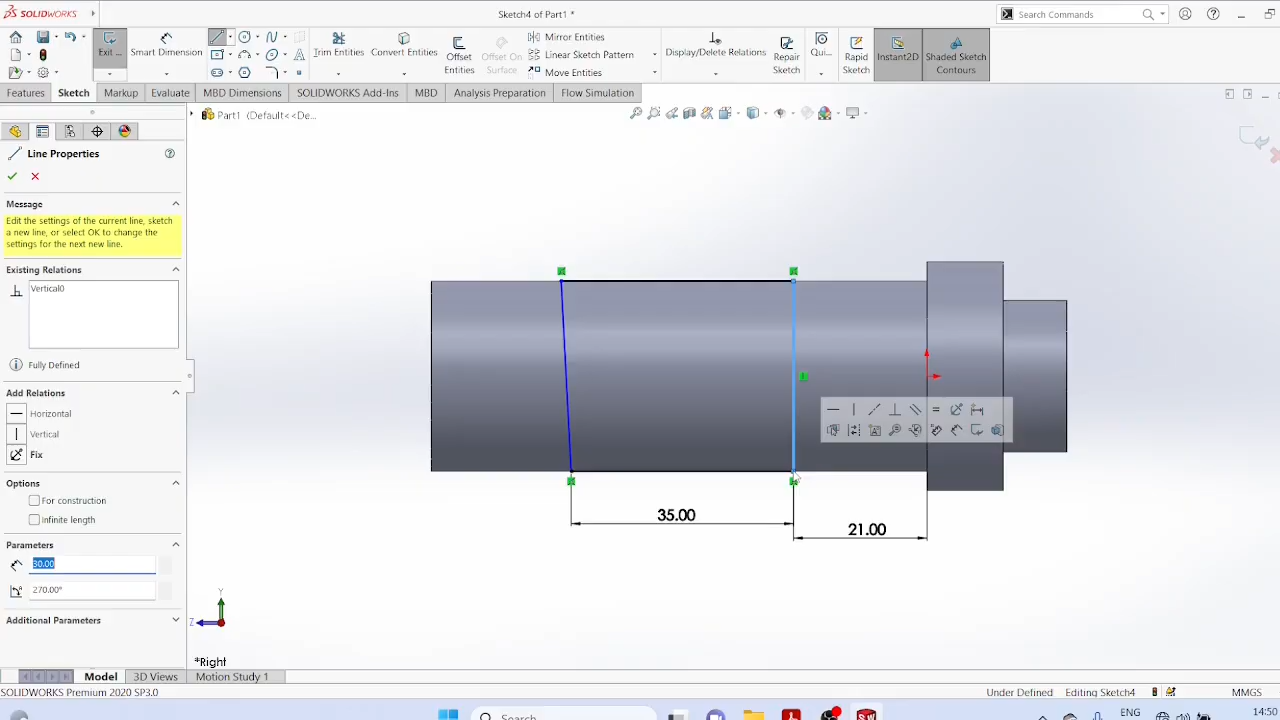 SOLIDWORKS
Sketch4 of Part1 *
Search Commands
Exit ...
Smart Dimension
Trim Entities
Convert Entities
Offset Entities
Offset On Surface
Mirror Entities
Linear Sketch Pattern
Move Entities
Display/Delete Relations
Repair Sketch
Qui...
Rapid Sketch
Instant2D
Shaded Sketch Contours
Features
Sketch
Markup
Evaluate
MBD Dimensions
SOLIDWORKS Add-Ins
MBD
Analysis Preparation
Flow Simulation
Part1 (Default<<De...
Line Properties
Message
Edit the settings of the current line, sketch
a new line, or select OK to change the
settings for the next new line.
Existing Relations
Vertical0
Fully Defined
Add Relations
Horizontal
Vertical
Fix
Options
For construction
Infinite length
Parameters
30.00
270.00°
Additional Parameters
35.00
21.00
Y
Z
*Right
Model
3D Views
Motion Study 1
SOLIDWORKS Premium 2020 SP3.0
Under Defined
Editing Sketch4
MMGS
Search
ENG
14:50